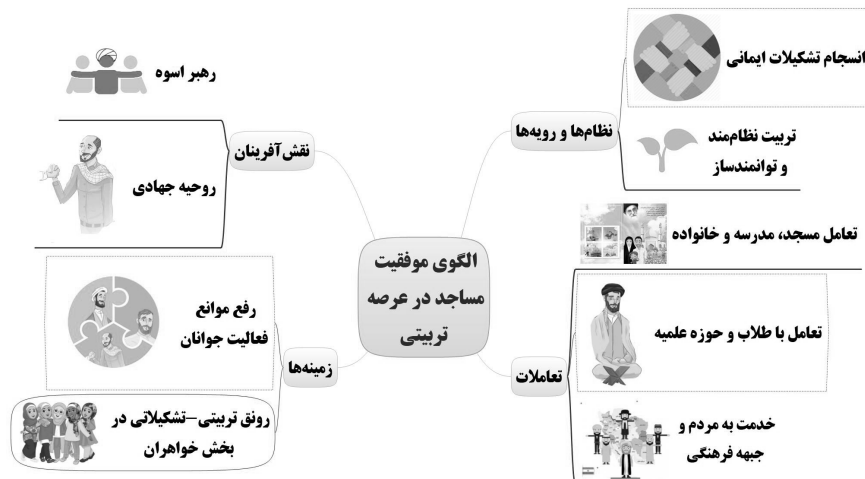 الگوی موفقیت
مساجد در عرصه
تربیتی
نظام‌ها و رویه‌ها
انسجام تشکیلات ایمانی
تربیت نظام‌مند
و توانمندساز
تعاملات
تعامل مسجد، مدرسه و خانواده
تعامل با طلاب و حوزه علمیه
خدمت به مردم و
جبهه فرهنگی
نقش‌آفرینان
رهبر اسوه
روحیه جهادی
زمینه‌ها
رفع موانع
فعالیت جوانان
رونق تربیتی–تشکیلاتی در
بخش خواهران